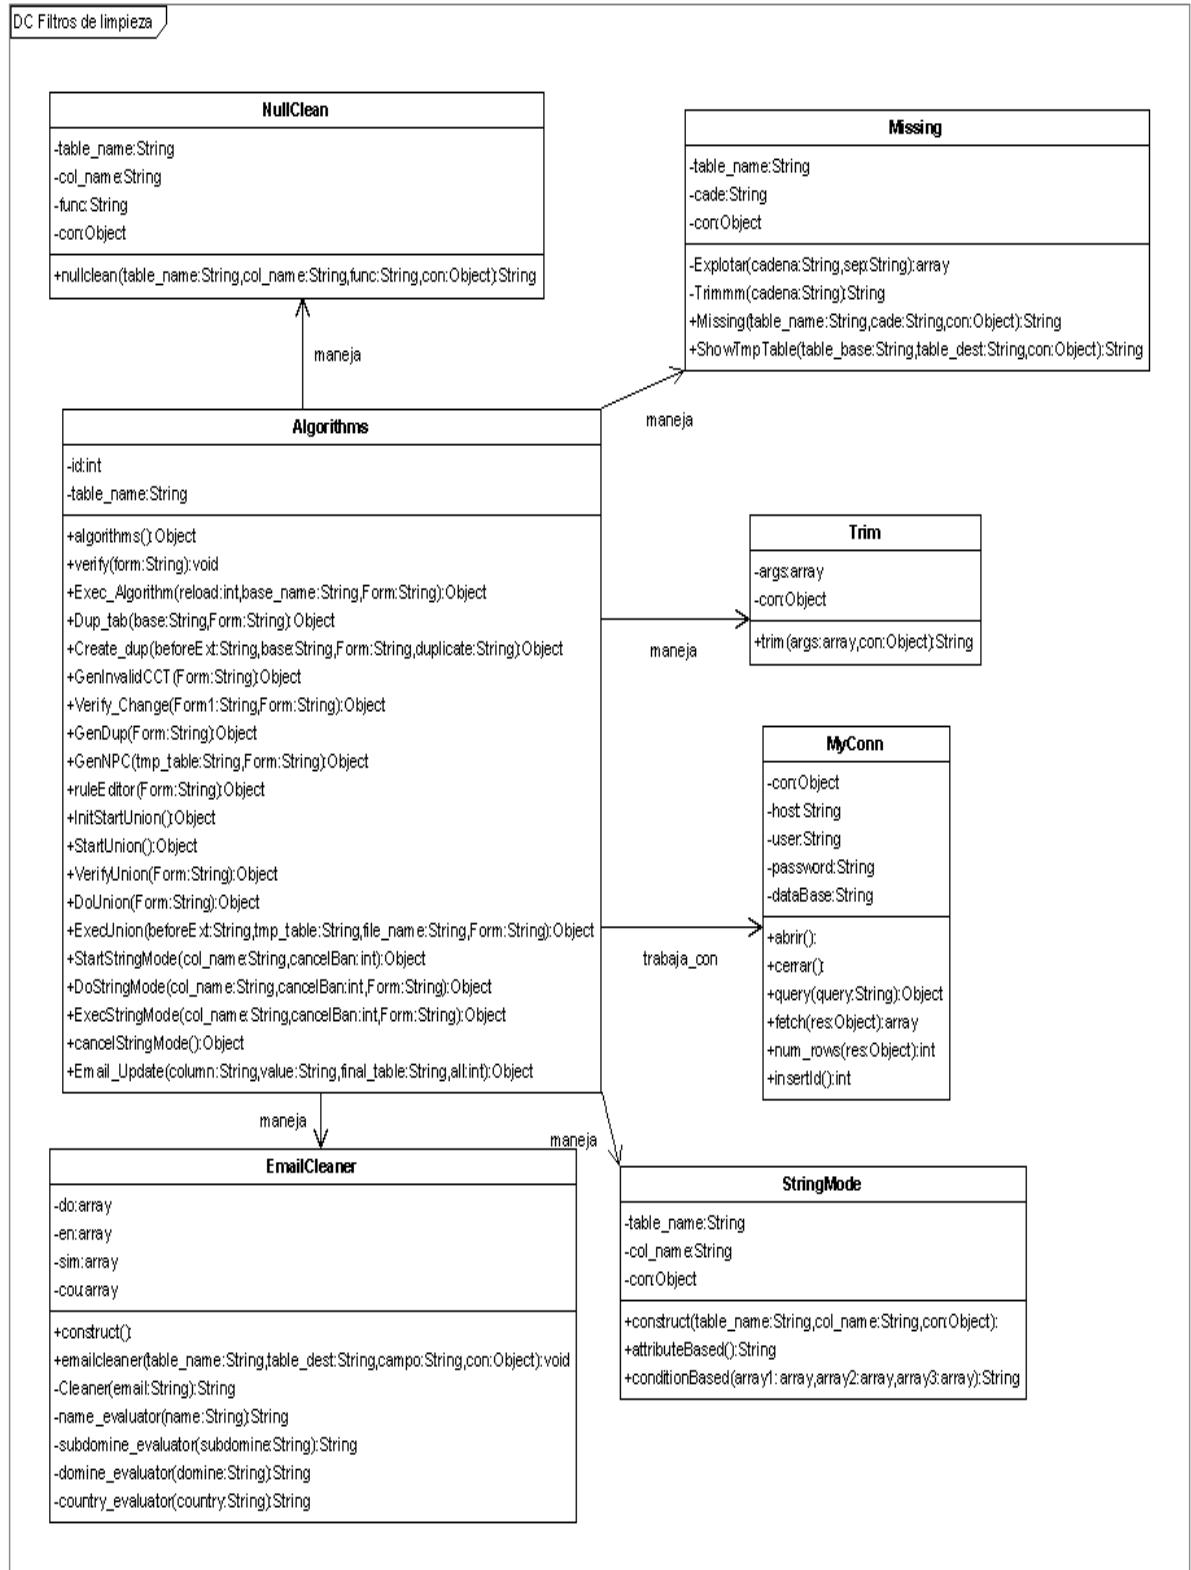 DC Filtros de limpieza
NullClean
-table_name:String
-col_name:String
-func:String
-con:Object
+nullclean(table_name:String,col_name:String,func:String,con:Object):String
Missing
-table_name:String
-cade:String
-con:Object
-Explotar(cadena:String,sep:String):array
-Trimmm(cadena:String):String
+Missing(table_name:String,cade:String,con:Object):String
+ShowTmpTable(table_base:String,table_dest:String,con:Object):String
maneja
maneja
Algorithms
-id:int
-table_name:String
+algorithms():Object
+verify(form:String):void
+Exec_Algorithm(reload:int,base_name:String,Form:String):Object
+Dup_tab(base:String,Form:String):Object
+Create_dup(beforeExt:String,base:String,Form:String,duplicate:String):Object
+GenInvalidCCT(Form:String):Object
+Verify_Change(Form1:String,Form:String):Object
+GenDup(Form:String):Object
+GenNPC(tmp_table:String,Form:String):Object
+ruleEditor(Form:String):Object
+InitStartUnion():Object
+StartUnion():Object
+VerifyUnion(Form:String):Object
+DoUnion(Form:String):Object
+ExecUnion(beforeExt:String,tmp_table:String,file_name:String,Form:String):Object
+StartStringMode(col_name:String,cancelBan:int):Object
+DoStringMode(col_name:String,cancelBan:int,Form:String):Object
+ExecStringMode(col_name:String,cancelBan:int,Form:String):Object
+cancelStringMode():Object
+Email_Update(column:String,value:String,final_table:String,all:int):Object
Trim
-args:array
-con:Object
+trim(args:array,con:Object):String
maneja
MyConn
-con:Object
-host:String
-user:String
-password:String
-dataBase:String
+abrir():
+cerrar():
+query(query:String):Object
+fetch(res:Object):array
+num_rows(res:Object):int
+insertId():int
trabaja_con
maneja
maneja
EmailCleaner
-do:array
-en:array
-sim:array
-cou:array
+construct():
+emailcleaner(table_name:String,table_dest:String,campo:String,con:Object):void
-Cleaner(email:String):String
-name_evaluator(name:String):String
-subdomine_evaluator(subdomine:String):String
-domine_evaluator(domine:String):String
-country_evaluator(country:String):String
StringMode
-table_name:String
-col_name:String
-con:Object
+construct(table_name:String,col_name:String,con:Object):
+attributeBased():String
+conditionBased(array1:array,array2:array,array3:array):String